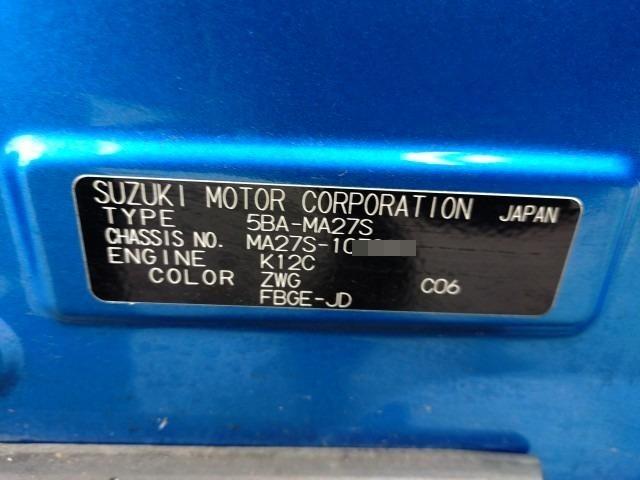 SUZUKI MOTOR CORPORATION JAPAN
TYPE 5BA-MA27S
CHASSIS NO. MA27S-10
ENGINE K12C
COLOR ZWG C06
FBGE-JD